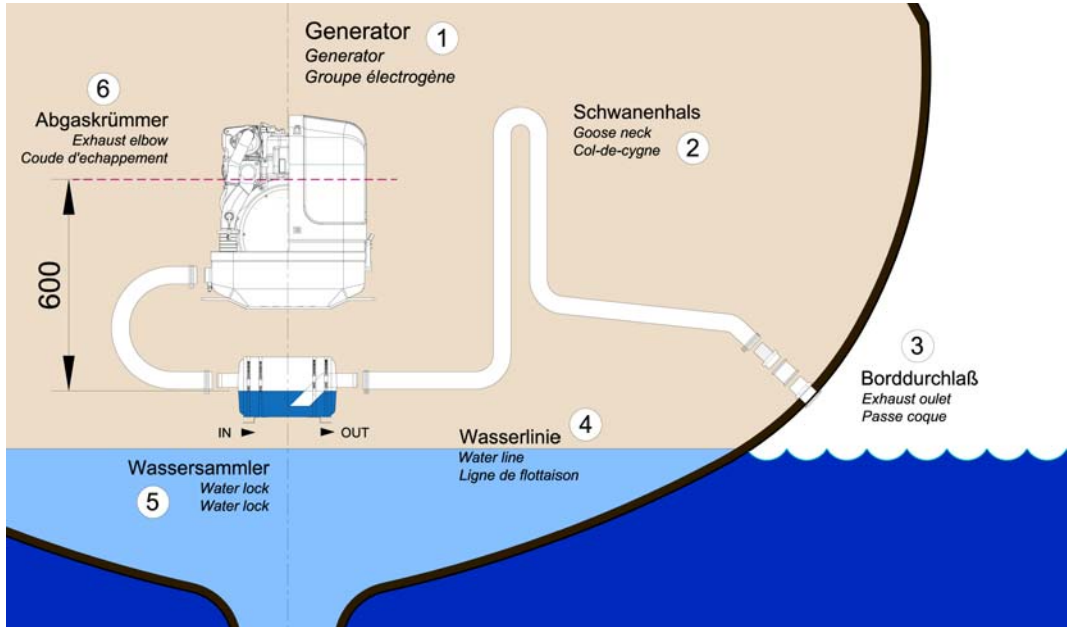 Generator
1
Generator
Groupe électrogène
6
Abgaskrümmer
Exhaust elbow
Coude d'echappement
Schwanenhals
Goose neck
Col-de-cygne
2
600
3
Borddurchlaß
Exhaust oulet
Passe coque
IN
OUT
4
Wasserlinie
Water line
Ligne de flottaison
Wassersammler
5
Water lock
Water lock